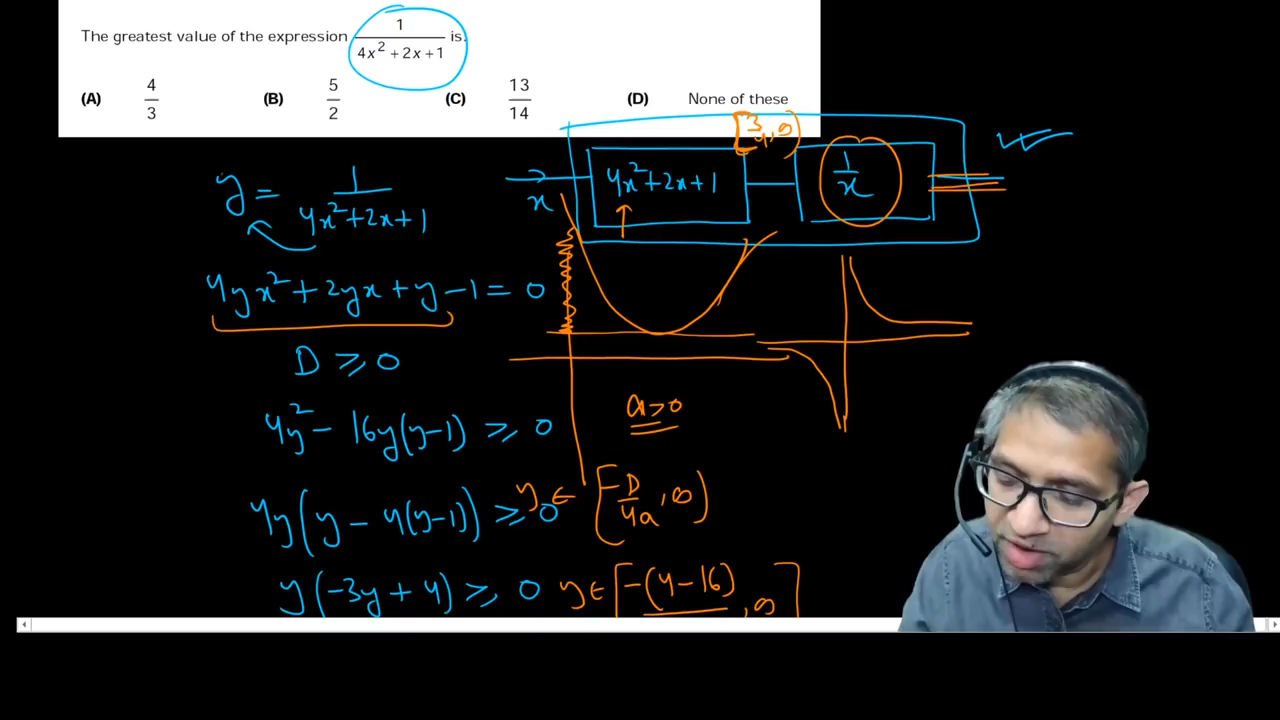 The greatest value of the expression 1/(4x² + 2x + 1) is
(A) 4/3 (B) 5/2 (C) 13/14 (D) None of these
[3/4, ∞)
y = 1/(4x² + 2x + 1)
x
4x² + 2x + 1
1/x
4yx² + 2yx + y - 1 = 0
D ≥ 0
a > 0
4y² - 16y(y-1) ≥ 0
4y(y - 4(y-1)) ≥ 0
y ∈ [-D/4a, ∞)
y(-3y + 4) ≥ 0
y ∈ [-(4-16)
, ∞